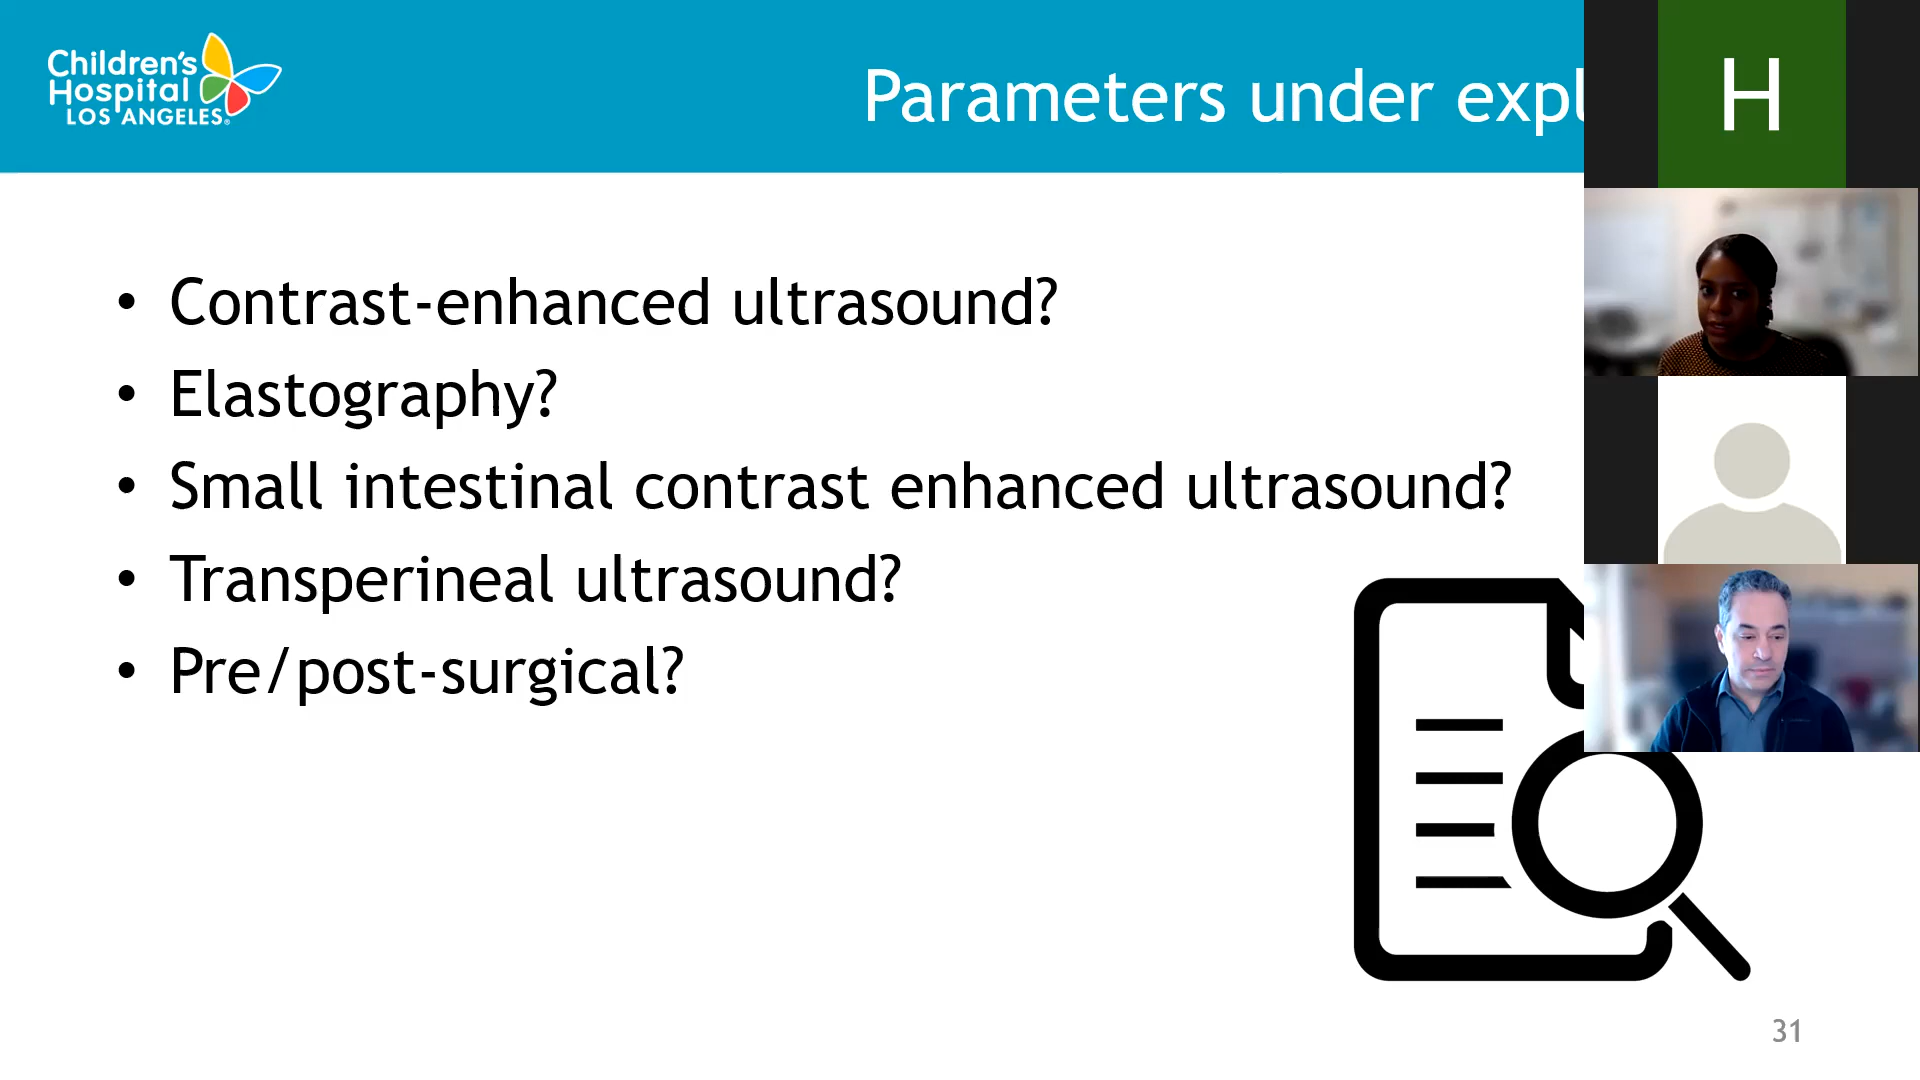 Children's
Hospital
LOS ANGELES®
Parameters under expl
H
• Contrast-enhanced ultrasound?
• Elastography?
• Small intestinal contrast enhanced ultrasound?
• Transperineal ultrasound?
• Pre/post-surgical?
31